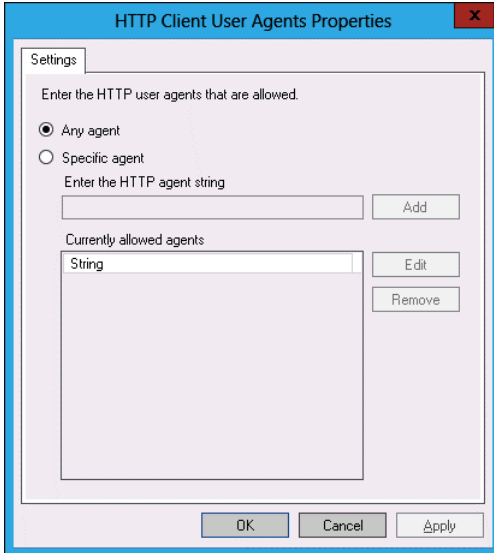 HTTP Client User Agents Properties
x
Settings
Enter the HTTP user agents that are allowed.
Any agent
Specific agent
Enter the HTTP agent string
Add
Currently allowed agents
String
Edit
Remove
OK
Cancel
Apply